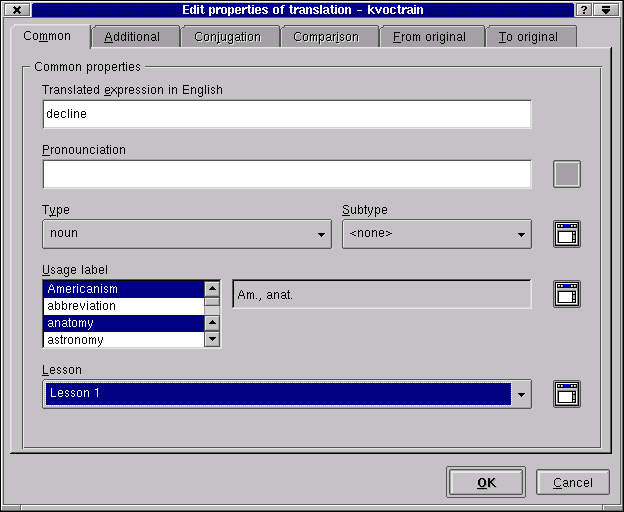 Edit properties of translation - kvoctrain
?
Common Additional Conjugation Comparison From original To original
Common properties
Translated expression in English
decline
Pronounciation
Type Subtype
noun <none>
Usage label
Americanism
abbreviation
anatomy
astronomy
Am., anat.
Lesson
Lesson 1
OK Cancel